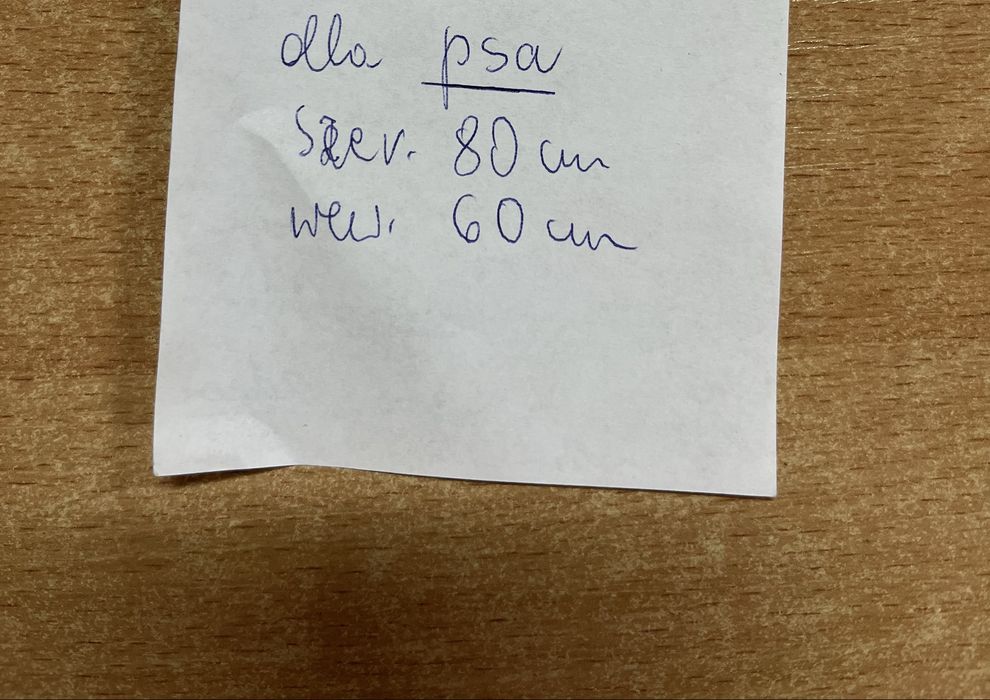 dla psa
szer. 80 cm
wew. 60 cm